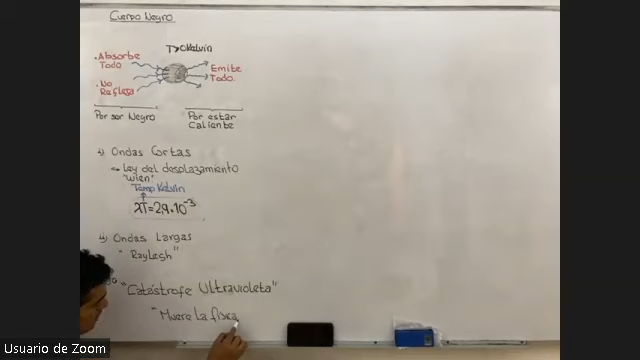 Cuerpo Negro
T>0Kelvin
• Absorbe
Todo
• No
Refleja
Emite
Todo.
Por ser Negro
Por estar
Caliente
i) Ondas Cortas
Ley del desplazamiento
"Wien"
Temp Kelvin
λT=2,9•10⁻³
ii) Ondas Largas
"Raylegh"
"Catástrofe Ultravioleta"
"Muere La física
Usuario de Zoom